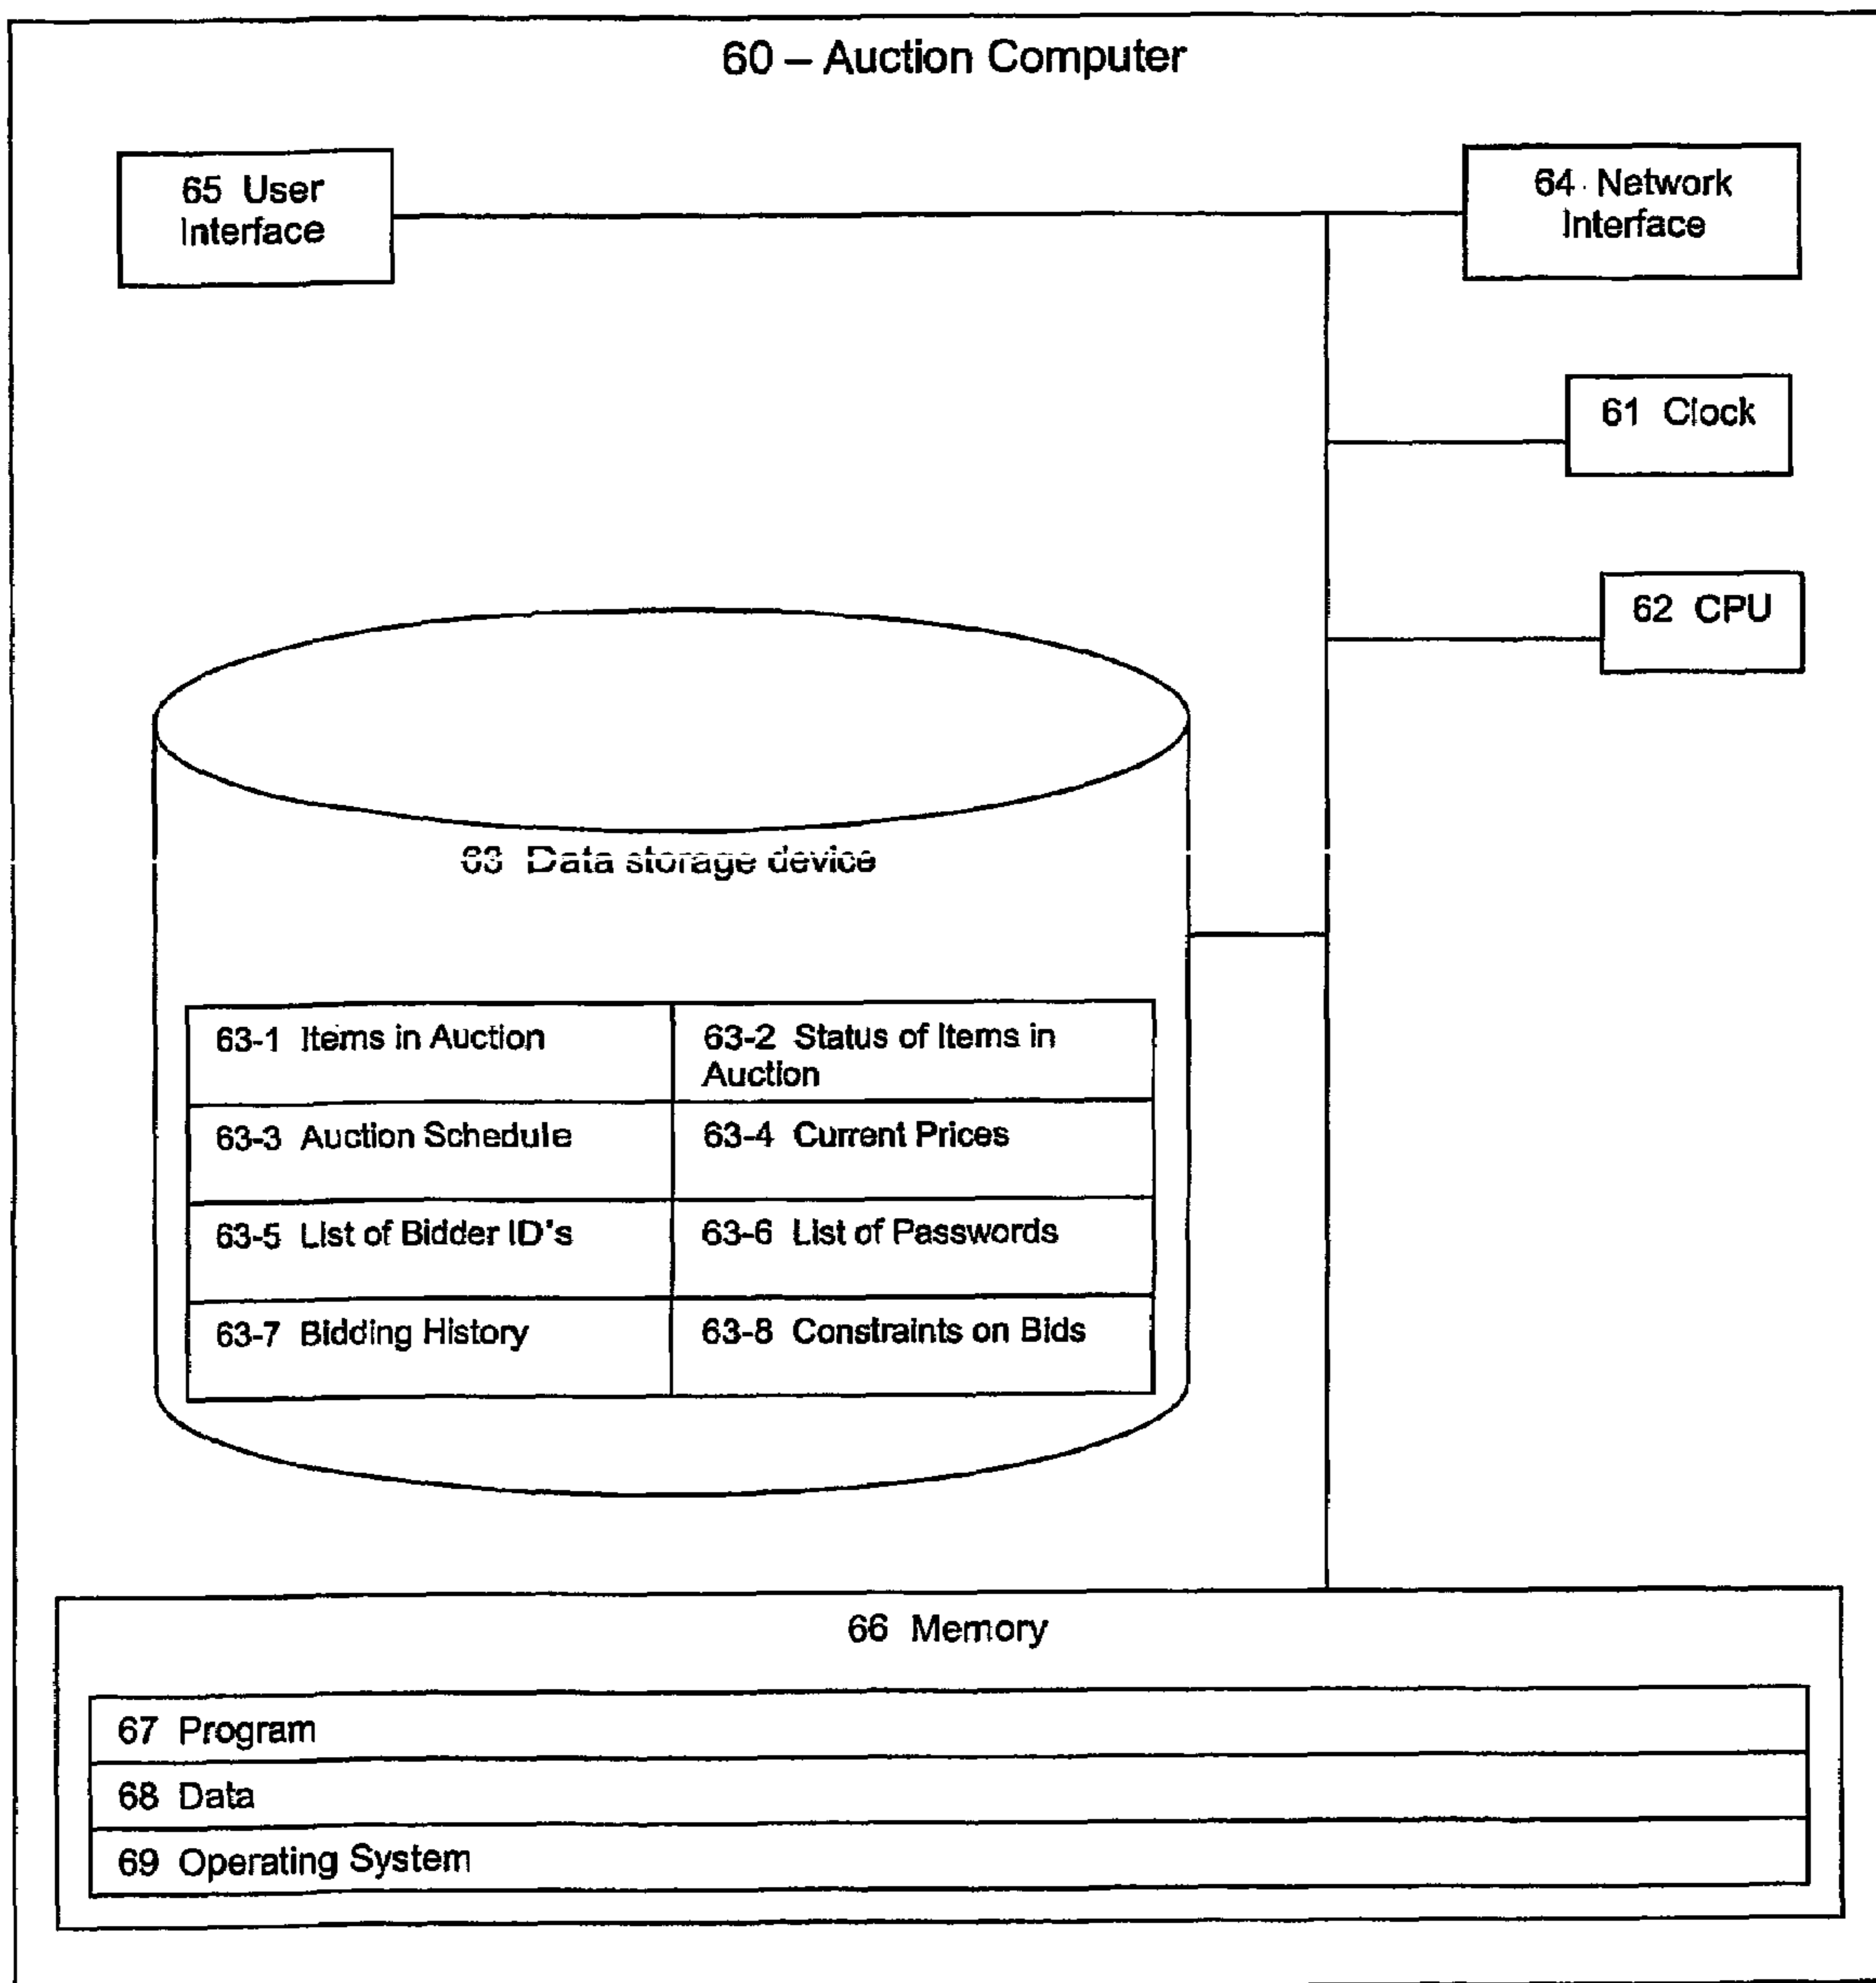 60 – Auction Computer
65 User
Interface
64 Network
Interface
61 Clock
62 CPU
63 Data storage device
63-1 Items in Auction
63-2 Status of Items in
Auction
63-3 Auction Schedule
63-4 Current Prices
63-5 List of Bidder ID's
63-6 List of Passwords
63-7 Bidding History
63-8 Constraints on Bids
66 Memory
67 Program
68 Data
69 Operating System